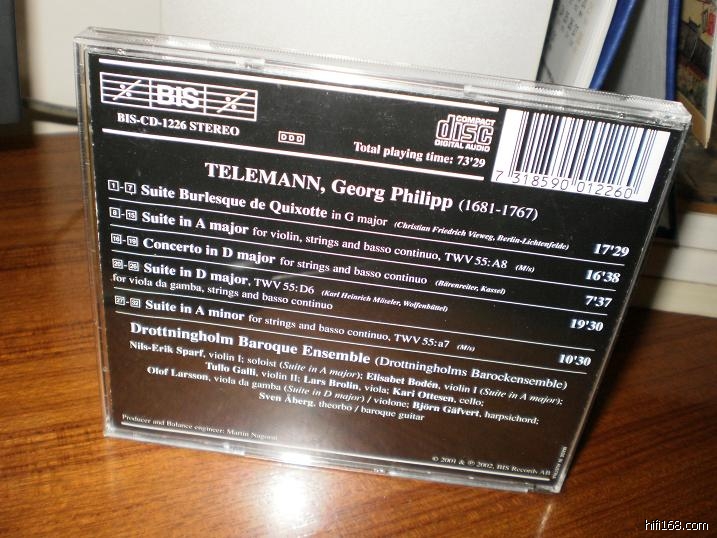 BIS
BIS-CD-1226 STEREO
DDD
COMPACT
disc
DIGITAL AUDIO
Total playing time: 73'29
7 318590 012260
TELEMANN, Georg Philipp (1681-1767)
1-7 Suite Burlesque de Quixotte in G major (Christian Friedrich Vieweg, Berlin-Lichtenfelde) 17'29
8-15 Suite in A major for violin, strings and basso continuo, TWV 55:A8 (M/s) 16'38
16-19 Concerto in D major for strings and basso continuo (Bärenreiter, Kassel) 7'37
20-26 Suite in D major, TWV 55:D6 (Karl Heinrich Möseler, Wolfenbüttel) 19'30
for viola da gamba, strings and basso continuo
27-32 Suite in A minor for strings and basso continuo, TWV 55:a7 (M/s) 10'30
Drottningholm Baroque Ensemble (Drottningholms Barockensemble)
Nils-Erik Sparf, violin I; soloist (Suite in A major); Elisabet Bodén, violin I (Suite in A major);
Tullo Galli, violin II; Lars Brolin, viola; Kari Ottesen, cello;
Olof Larsson, viola da gamba (Suite in D major) / violone; Björn Gäfvert, harpsichord;
Sven Åberg, theorbo / baroque guitar
Producer and Balance engineer: Martin Nagorni
© 2001 & ℗ 2002, BIS Records AB
hifi168.com